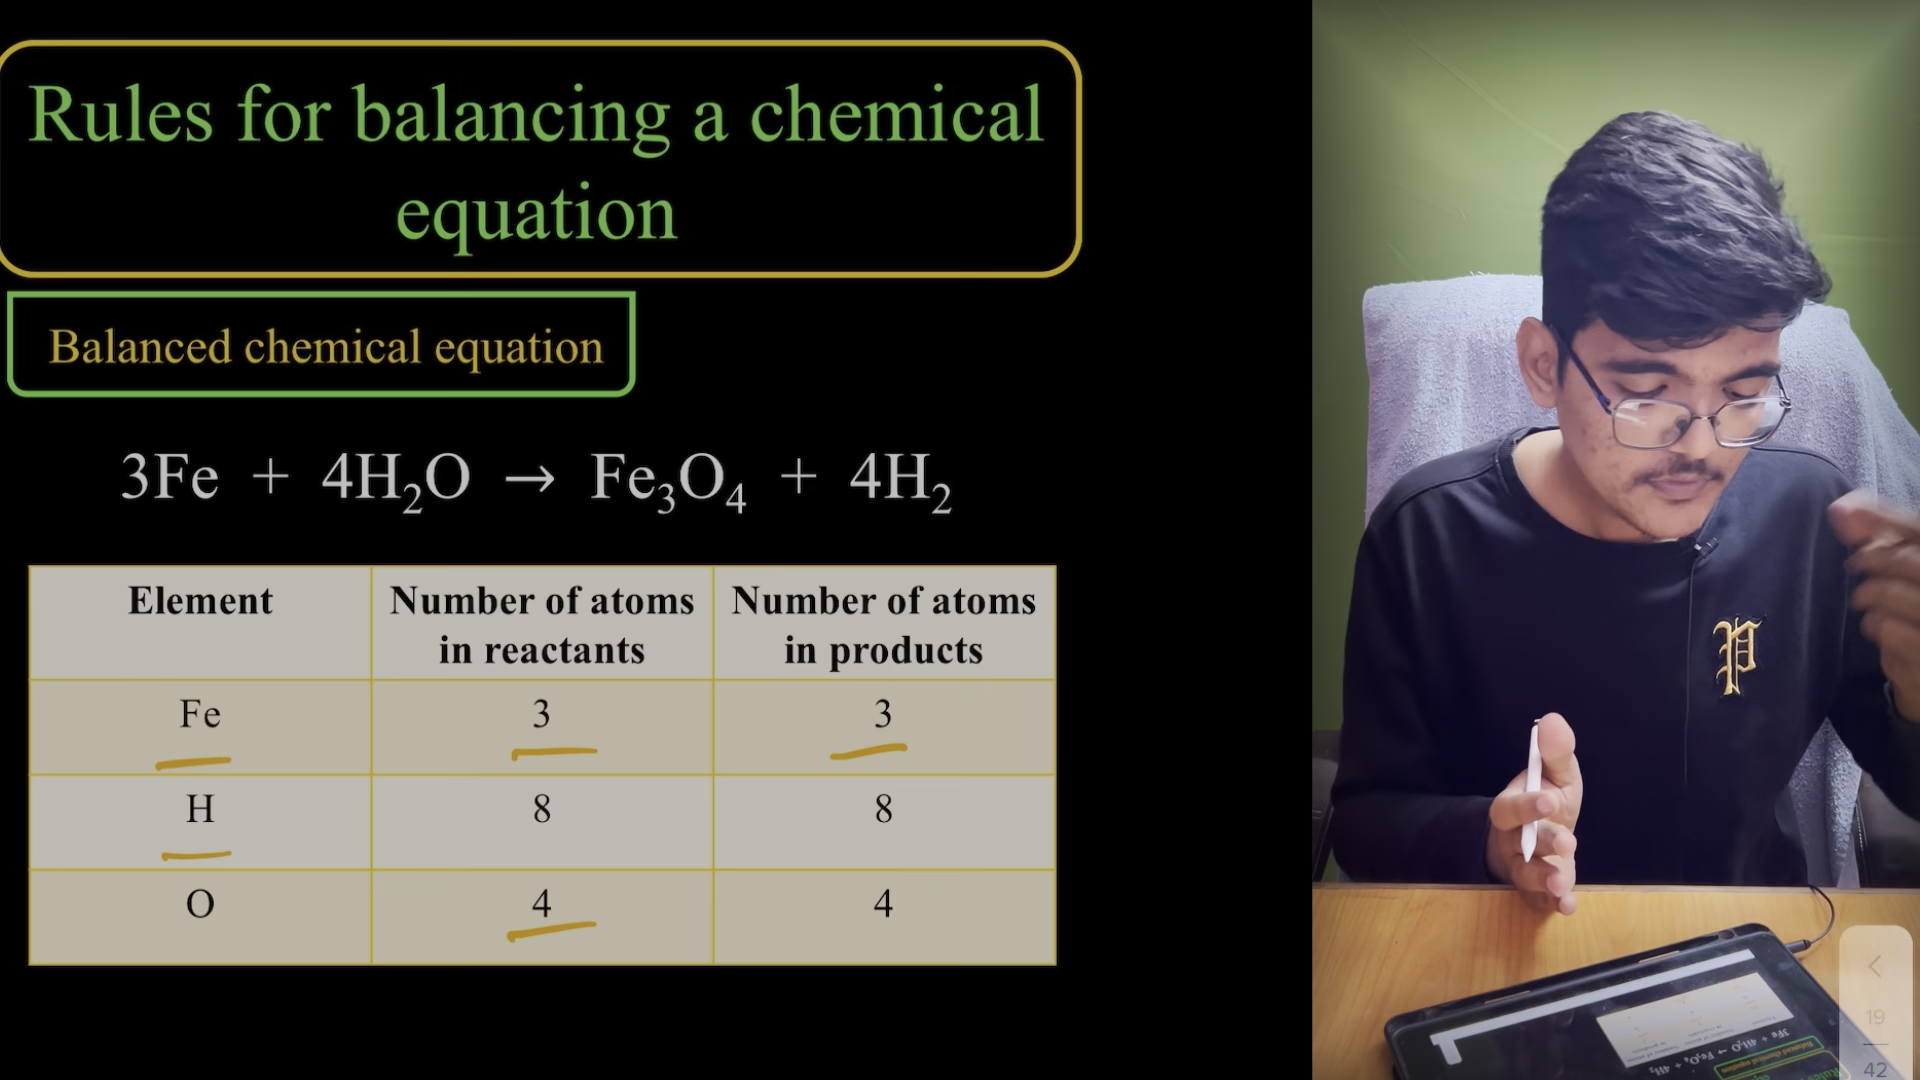 Rules for balancing a chemical
equation
Balanced chemical equation
3Fe + 4H₂O → Fe₃O₄ + 4H₂
Element Number of atoms in reactants Number of atoms in products
Fe 3 3
H 8 8
O 4 4
P
19
42